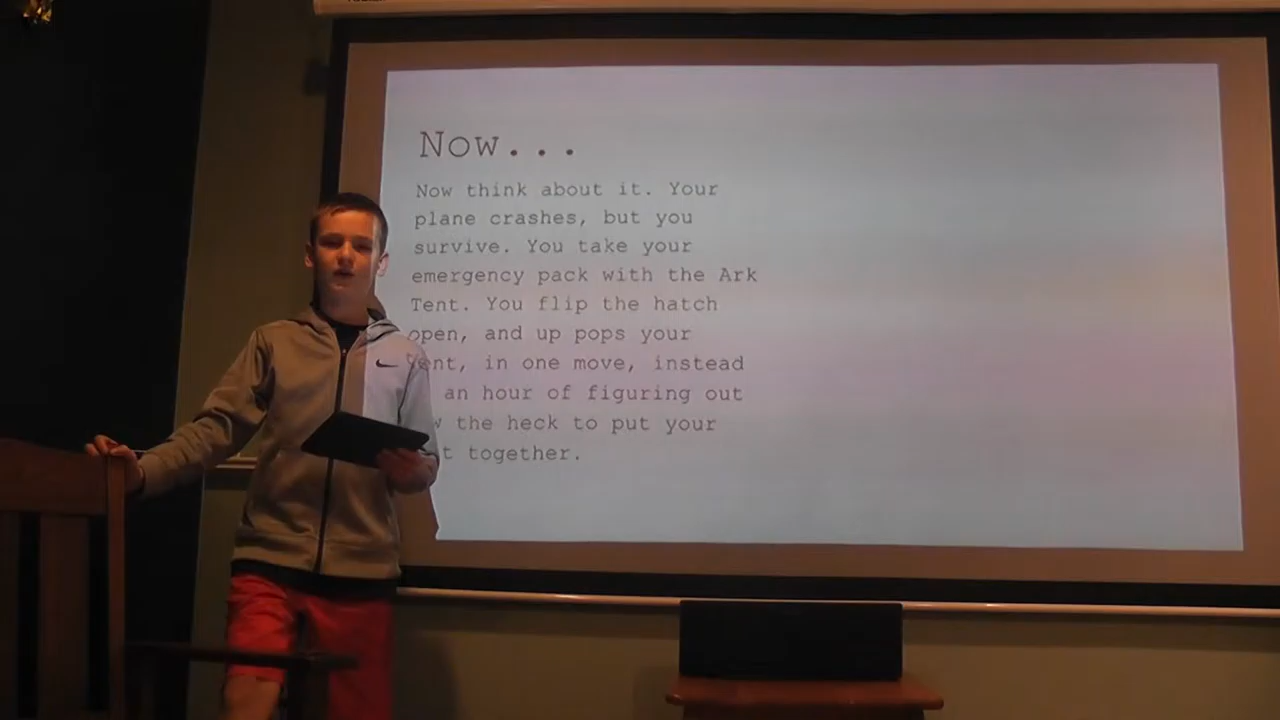 Now...
Now think about it. Your
plane crashes, but you
survive. You take your
emergency pack with the Ark
Tent. You flip the hatch
open, and up pops your
tent, in one move, instead
an hour of figuring out
the heck to put your
together.